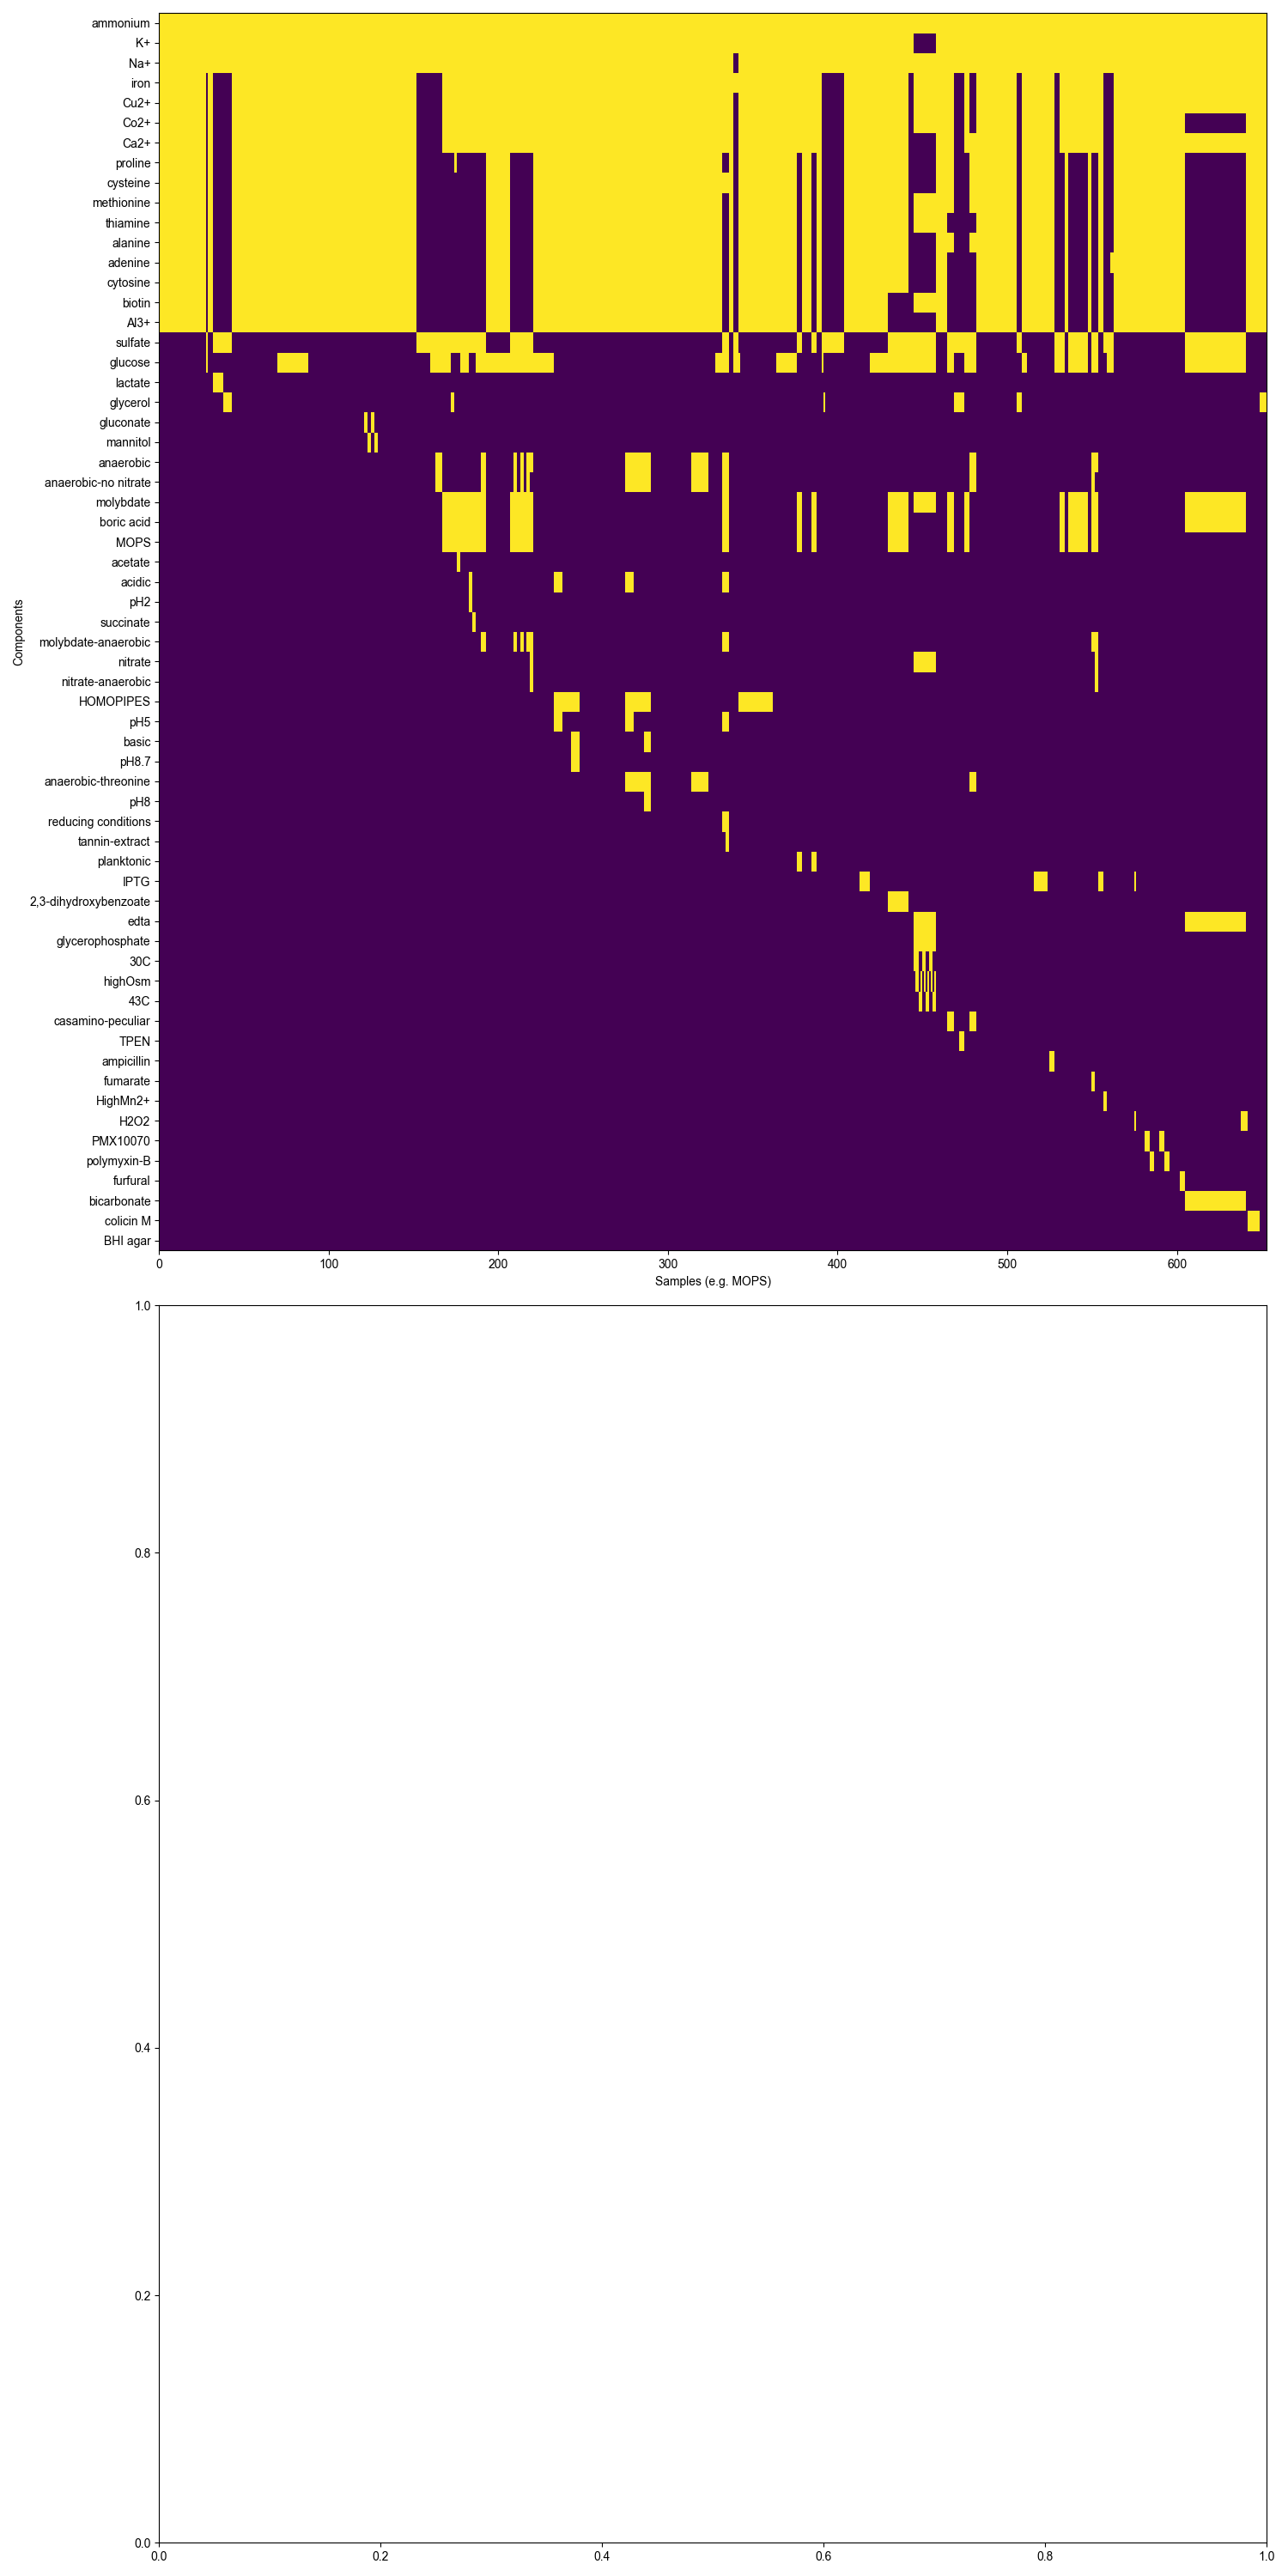 ammonium
K+
Na+
iron
Cu2+
Co2+
Ca2+
proline
cysteine
methionine
thiamine
alanine
adenine
cytosine
biotin
Al3+
sulfate
glucose
lactate
glycerol
gluconate
mannitol
anaerobic
anaerobic-no nitrate
molybdate
boric acid
MOPS
acetate
acidic
pH2
succinate
molybdate-anaerobic
nitrate
nitrate-anaerobic
HOMOPIPES
pH5
basic
pH8.7
anaerobic-threonine
pH8
reducing conditions
tannin-extract
planktonic
IPTG
2,3-dihydroxybenzoate
edta
glycerophosphate
30C
highOsm
43C
casamino-peculiar
TPEN
ampicillin
fumarate
HighMn2+
H2O2
PMX10070
polymyxin-B
furfural
bicarbonate
colicin M
BHI agar
Components
0 100 200 300 400 500 600
Samples (e.g. MOPS)
1.0
0.8
0.6
0.4
0.2
0.0
0.0 0.2 0.4 0.6 0.8 1.0